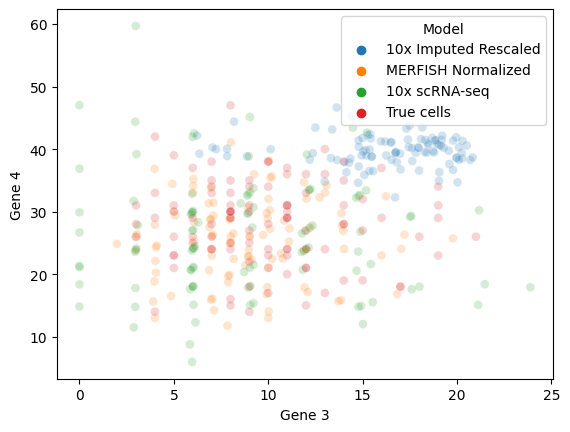 Model
10x Imputed Rescaled
MERFISH Normalized
10x scRNA-seq
True cells
60
50
40
30
20
10
Gene 4
0
5
10
15
20
25
Gene 3